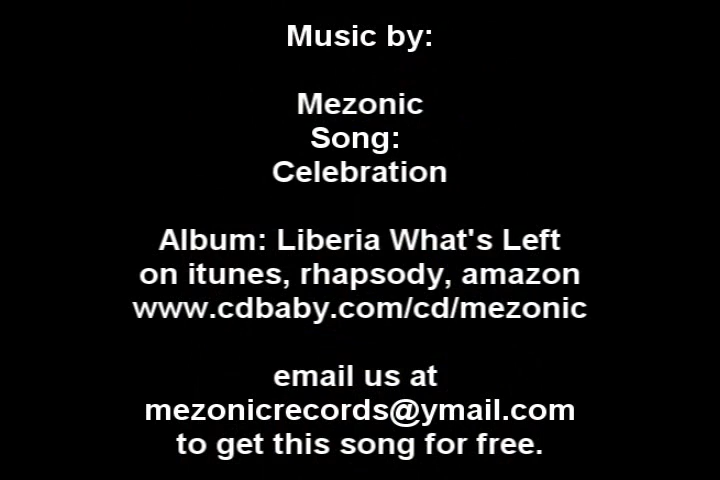 Music by:
Mezonic
Song:
Celebration
Album: Liberia What's Left
on itunes, rhapsody, amazon
www.cdbaby.com/cd/mezonic
email us at
mezonicrecords@ymail.com
to get this song for free.